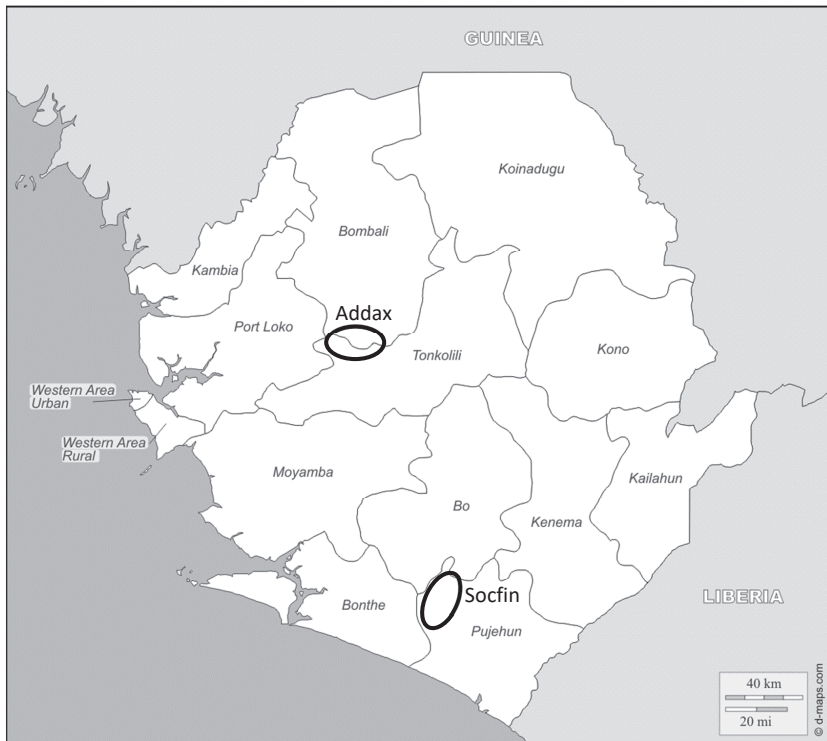 GUINEA
Koinadugu
Bombali
Kambia
Addax
Port Loko
Tonkolili
Kono
Western Area
Urban
Western Area
Rural
Moyamba
Kailahun
Bo
Kenema
Socfin
LIBERIA
Bonthe
Pujehun
40 km
20 mi
© d-maps.com